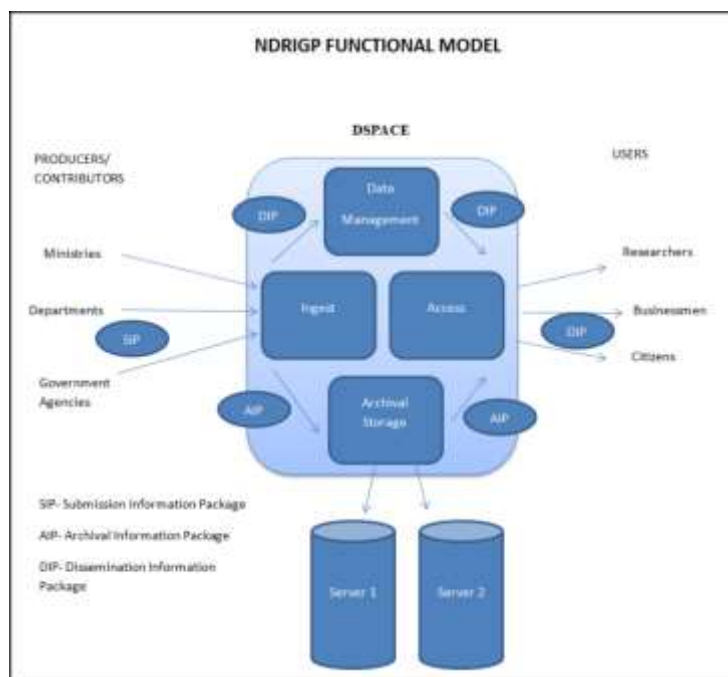 NDRIGP FUNCTIONAL MODEL
DSPACE
PRODUCERS/
CONTRIBUTORS
USERS
Data
Management
DIP
DIP
Ministries
Departments
SIP
Government
Agencies
Ingest
Access
Researchers
Businessmen
DIP
Citizens
AIP
Archival
Storage
AIP
SIP- Submission Information Package
AIP- Archival Information Package
DIP- Dissemination Information
Package
Server 1
Server 2